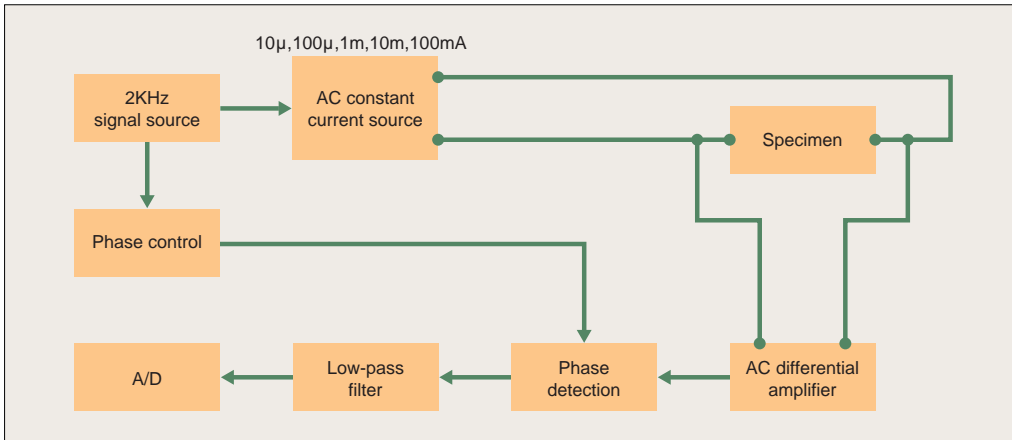 10µ,100µ,1m,10m,100mA
2KHz
signal source
AC constant
current source
Specimen
Phase control
A/D
Low-pass
filter
Phase
detection
AC differential
amplifier